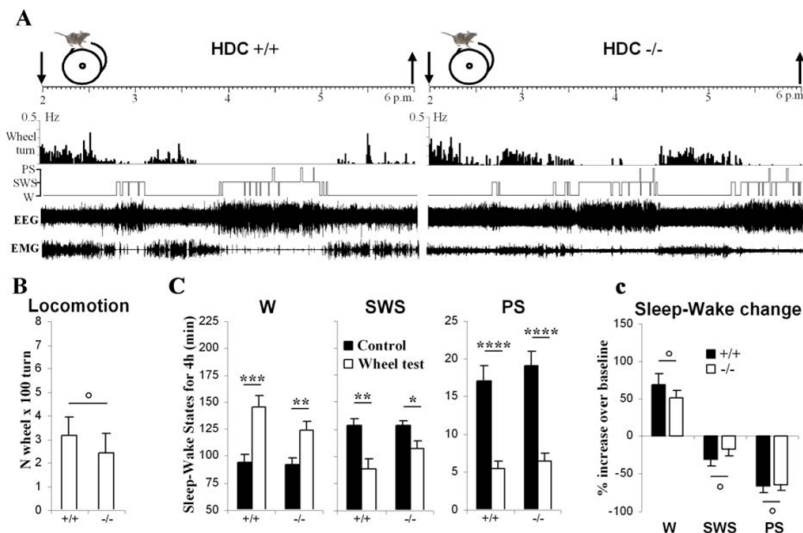 A
HDC +/+
HDC -/-
2 3 4 5 6 p.m.
2 3 4 5 6 p.m.
0.5 Hz
0.5 Hz
Wheel
turn
PS
SWS
W
EEG
EMG
B
Locomotion
N wheel x 100 turn
8
7
6
5
4
3
2
1
0
+/+ -/-
C
W SWS PS
Sleep-Wake States for 4h (min)
225
200
175
150
125
100
75
50
Control
Wheel test
*** **
** *
25
20
15
10
5
0
**** ****
+/+ -/- +/+ -/- +/+ -/-
c
Sleep-Wake change
% increase over baseline
150
100
50
0
-50
-100
+/+
-/-
W SWS PS